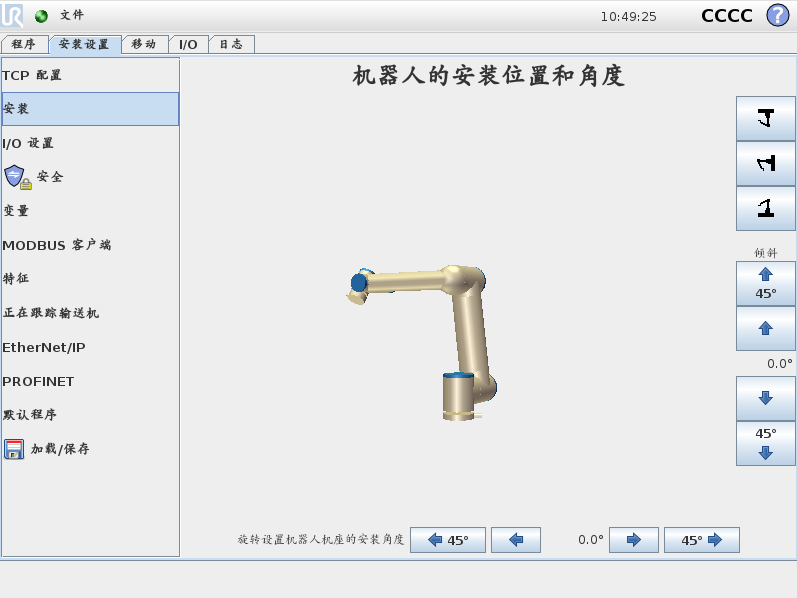 UR 文件 10:49:25 CCCC ?
程序 安装设置 移动 I/O 日志
TCP 配置
安装
I/O 设置
安全
变量
MODBUS 客户端
特征
正在跟踪输送机
EtherNet/IP
PROFINET
默认程序
加载/保存
机器人的安装位置和角度
倾斜
45°
0.0°
45°
旋转设置机器人机座的安装角度 45° 0.0° 45°